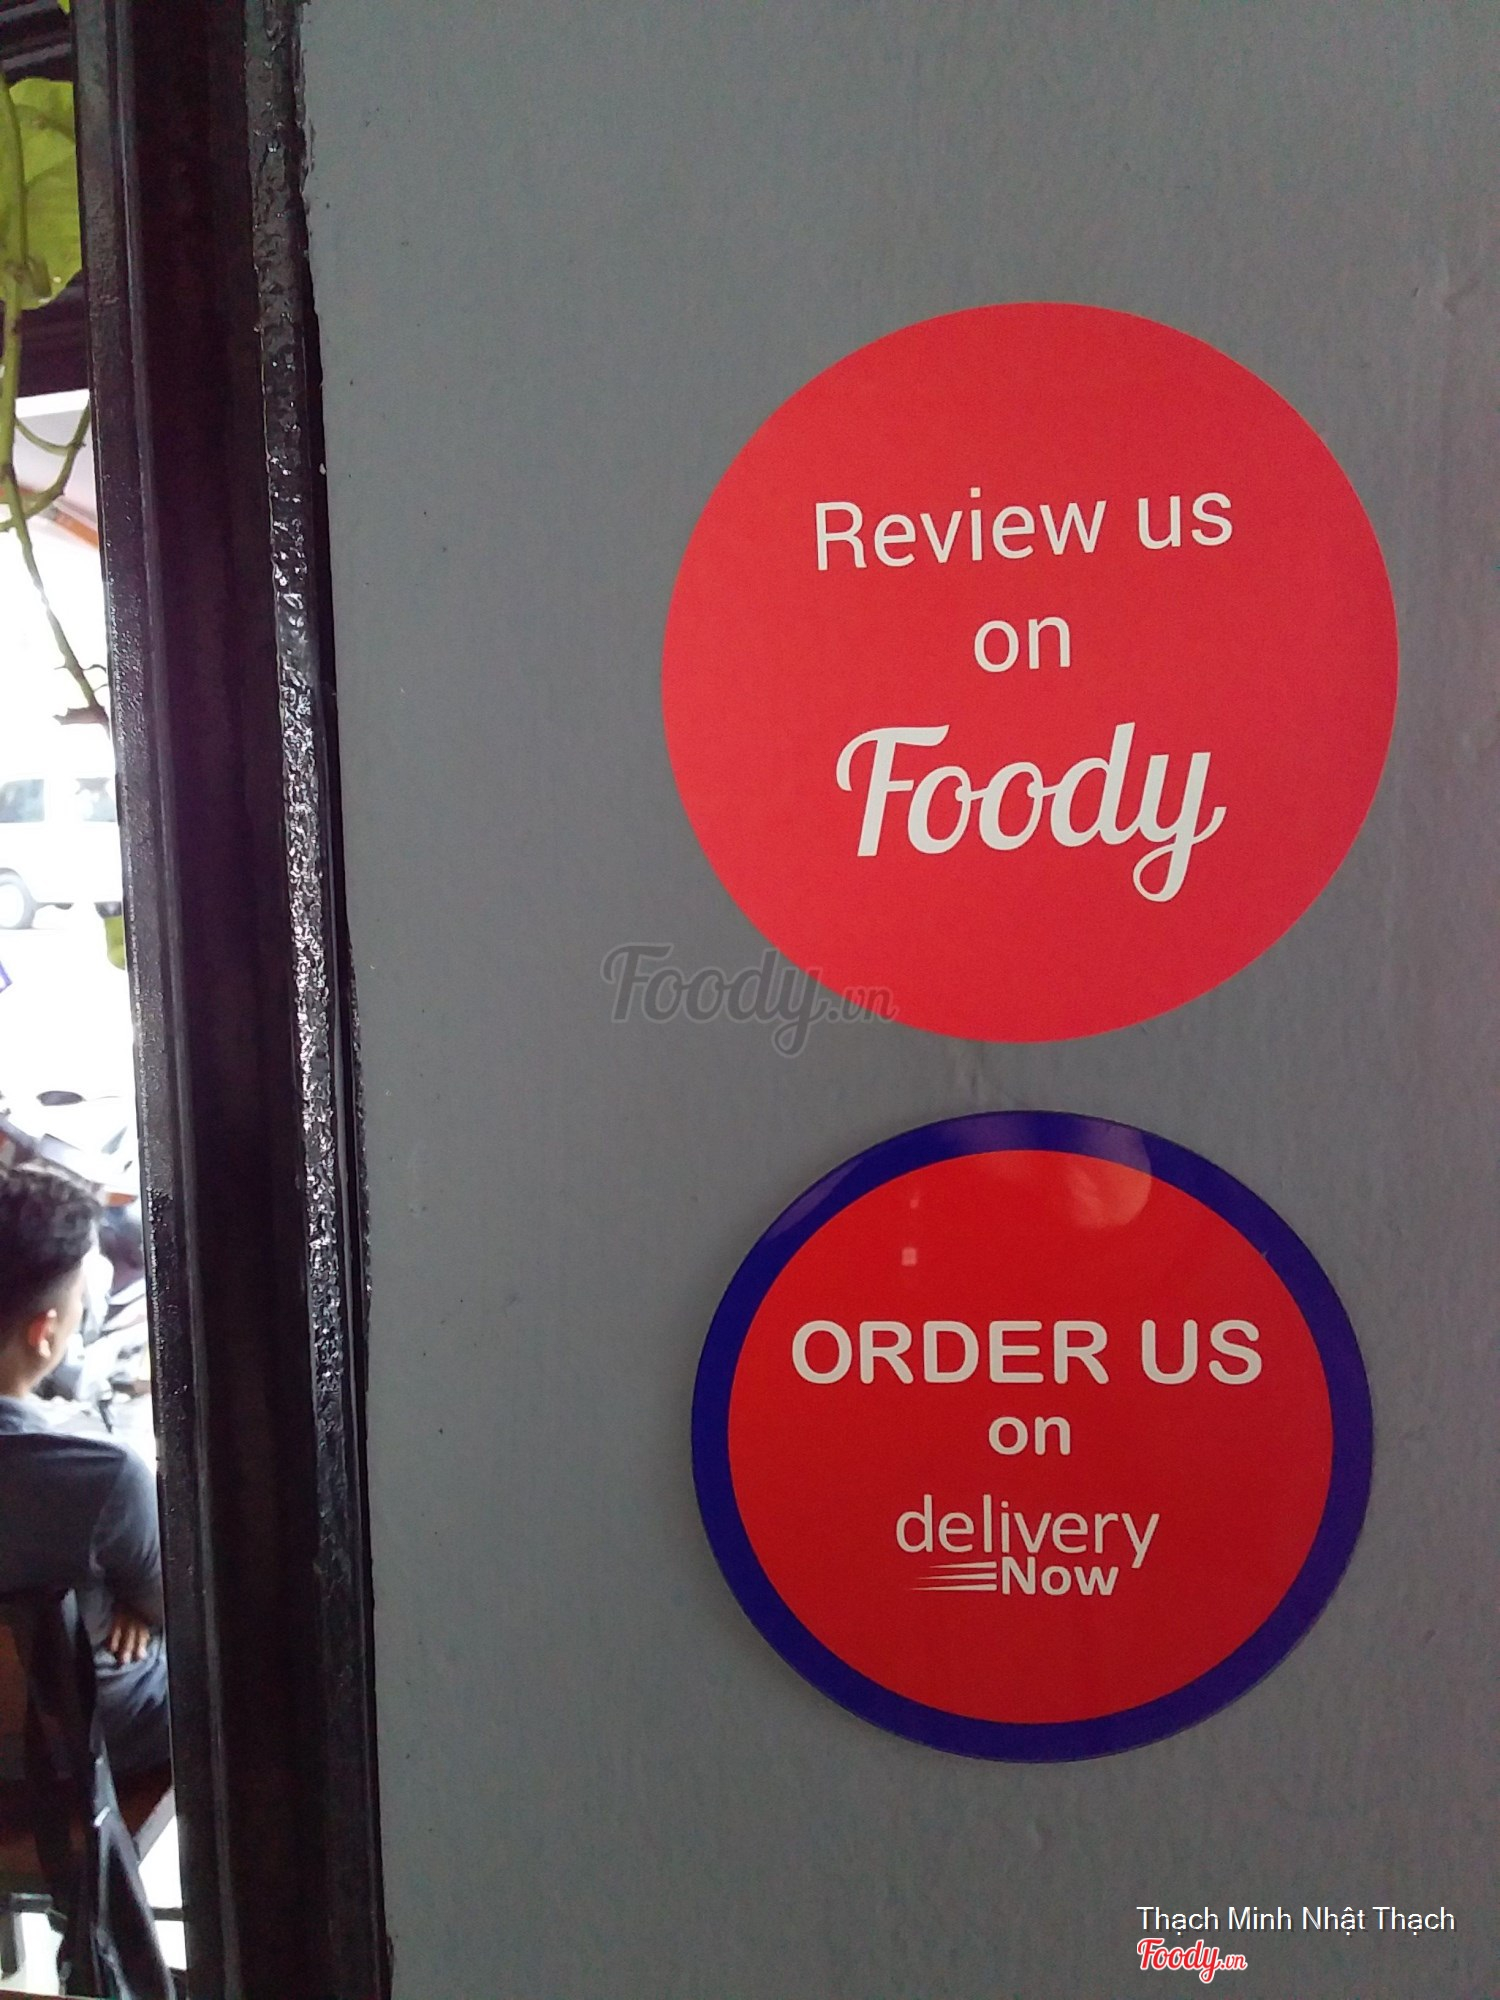 Review us
on
Foody
Foody.vn
ORDER US
on
delivery
Now
Thạch Minh Nhật Thạch
Foody.vn